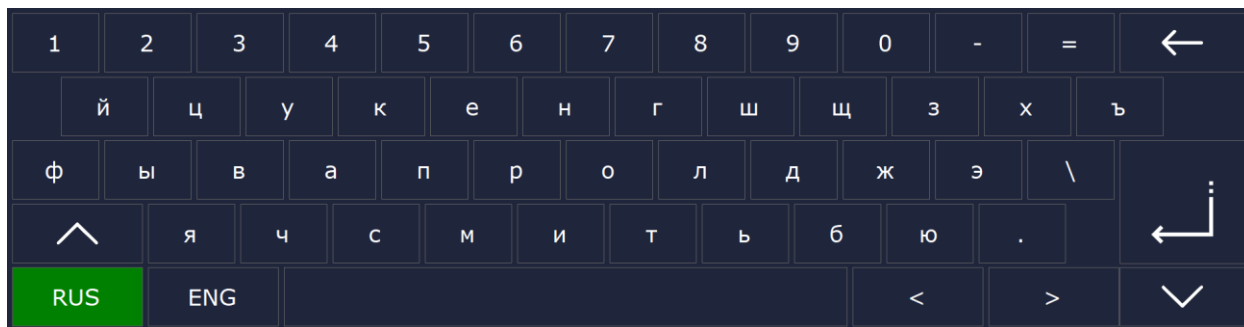 1 2 3 4 5 6 7 8 9 0 - =
й ц у к е н г ш щ з х ъ
ф ы в а п р о л д ж э \
я ч с м и т ь б ю .
RUS ENG < >